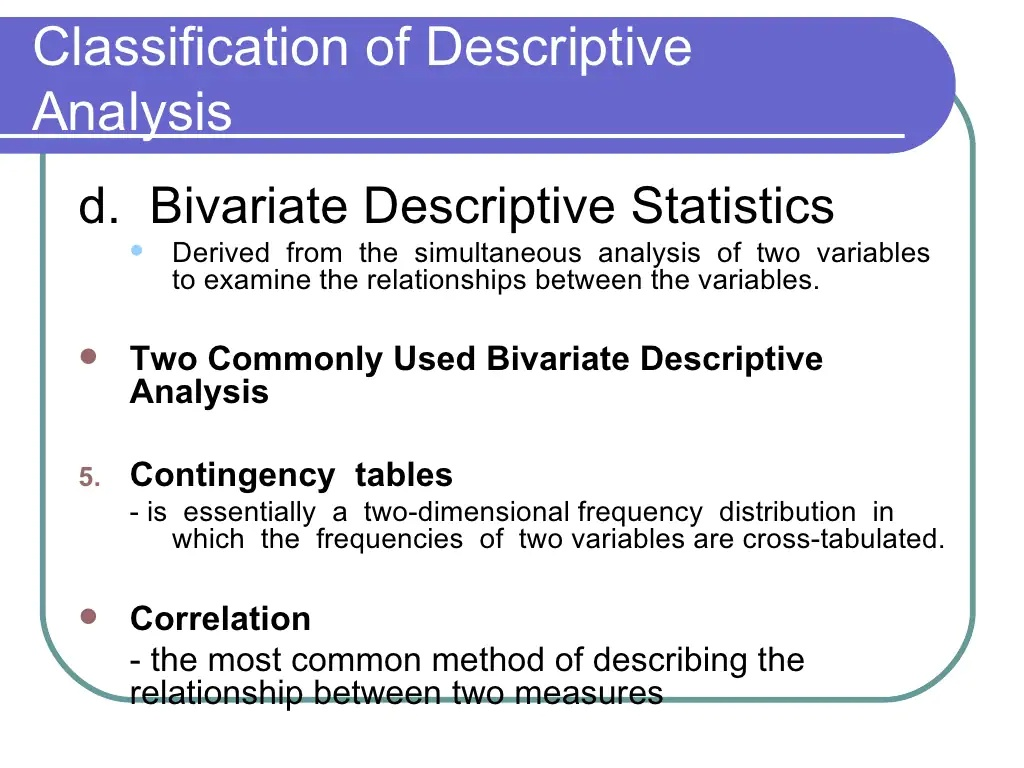 Classification of Descriptive
Analysis
d. Bivariate Descriptive Statistics
• Derived from the simultaneous analysis of two variables
to examine the relationships between the variables.
• Two Commonly Used Bivariate Descriptive
Analysis
5. Contingency tables
- is essentially a two-dimensional frequency distribution in
which the frequencies of two variables are cross-tabulated.
• Correlation
- the most common method of describing the
relationship between two measures